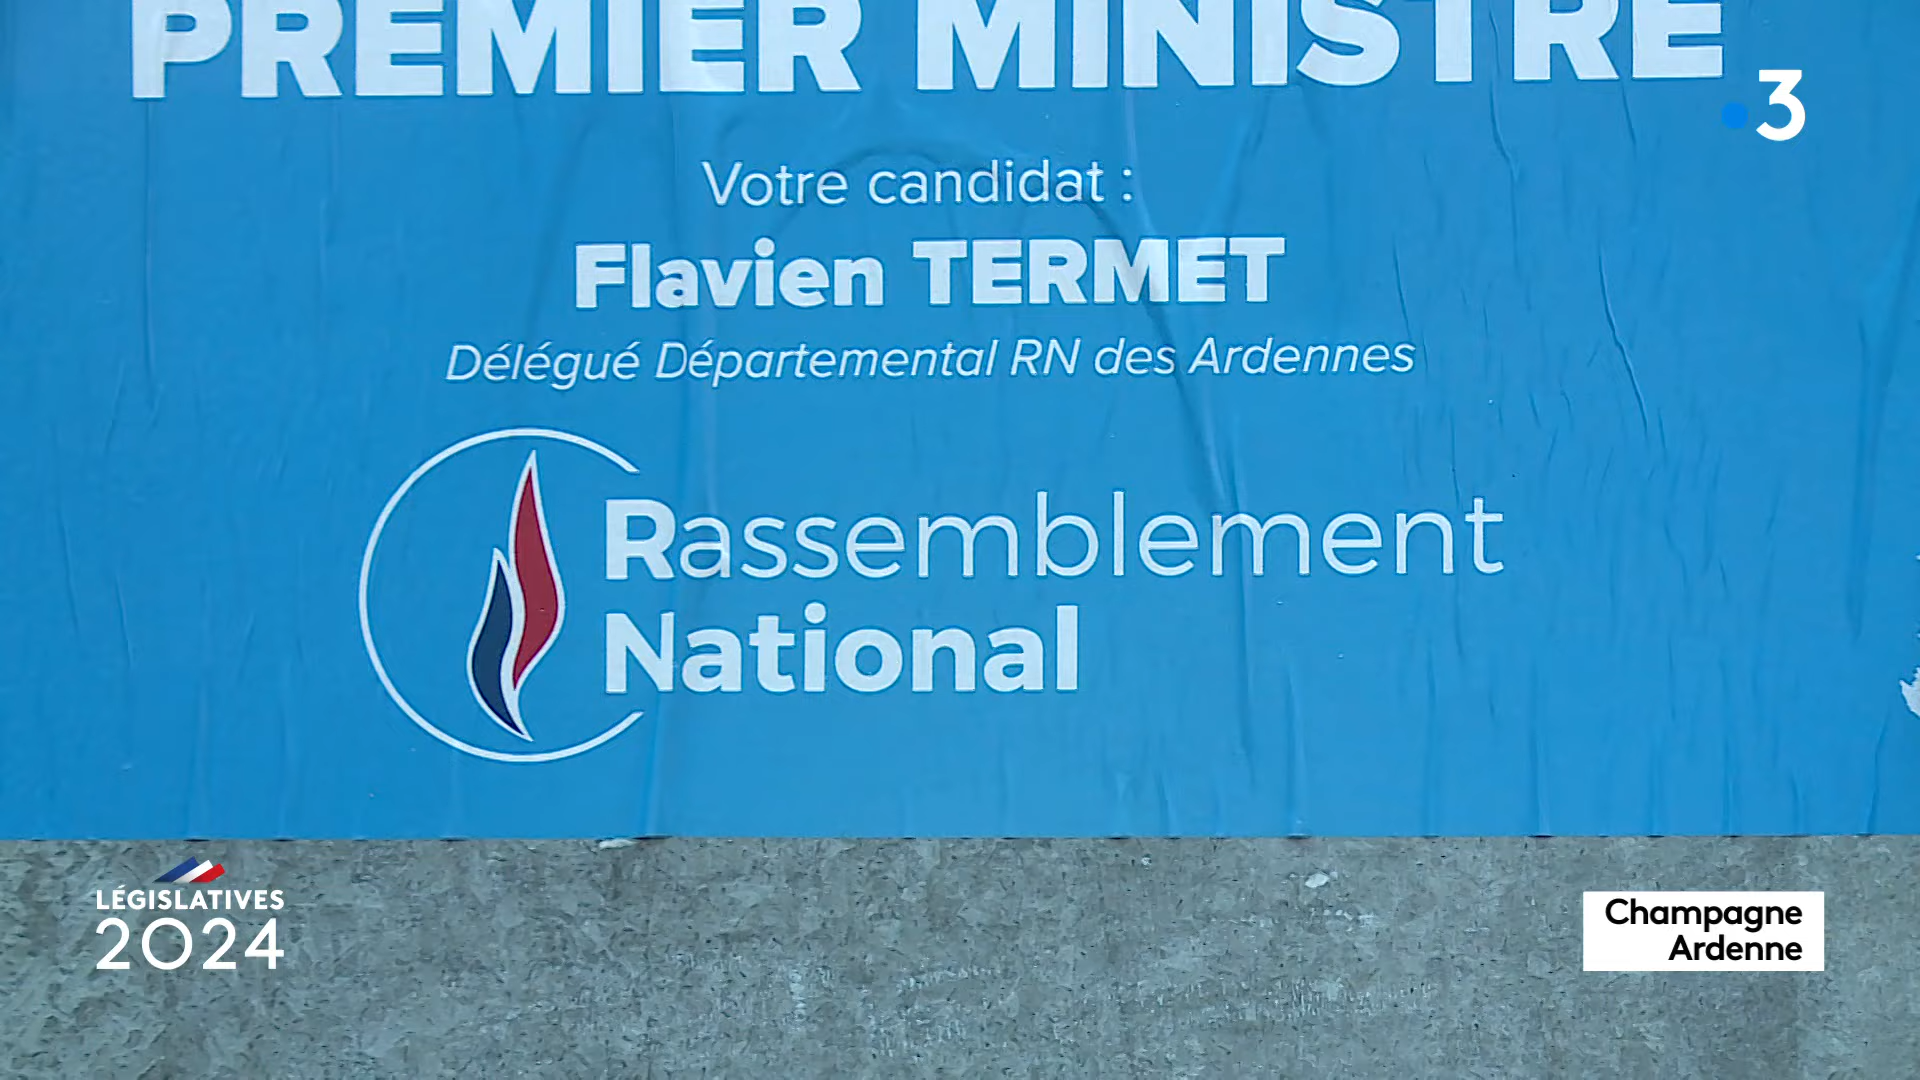 PREMIER MINISTRE
3
Votre candidat :
Flavien TERMET
Délégué Départemental RN des Ardennes
Rassemblement
National
LÉGISLATIVES
2024
Champagne
Ardenne